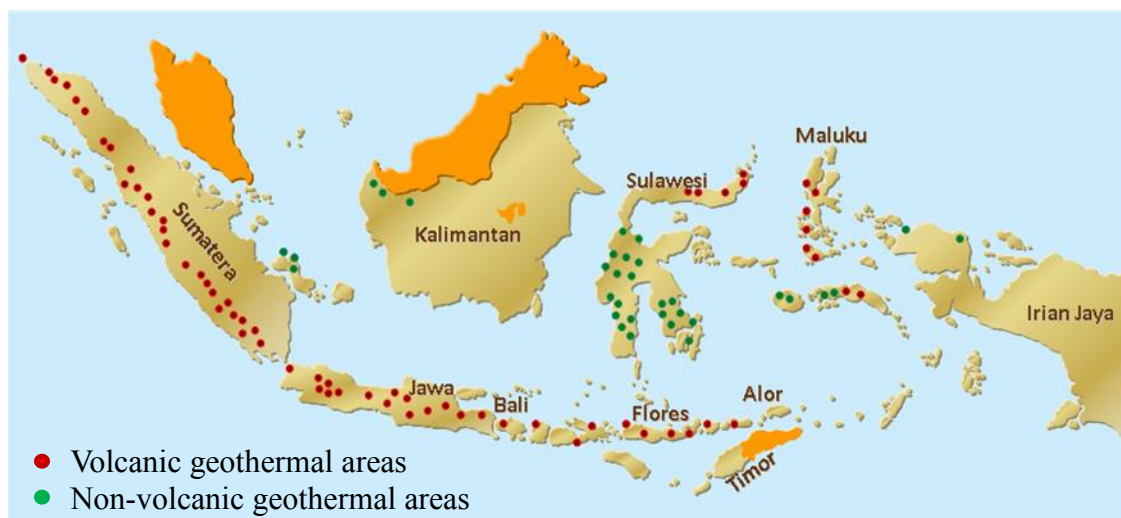 Maluku
Sulawesi
Sumatera
Kalimantan
Irian Jaya
Jawa
Bali
Flores
Alor
Timor
Volcanic geothermal areas
Non-volcanic geothermal areas